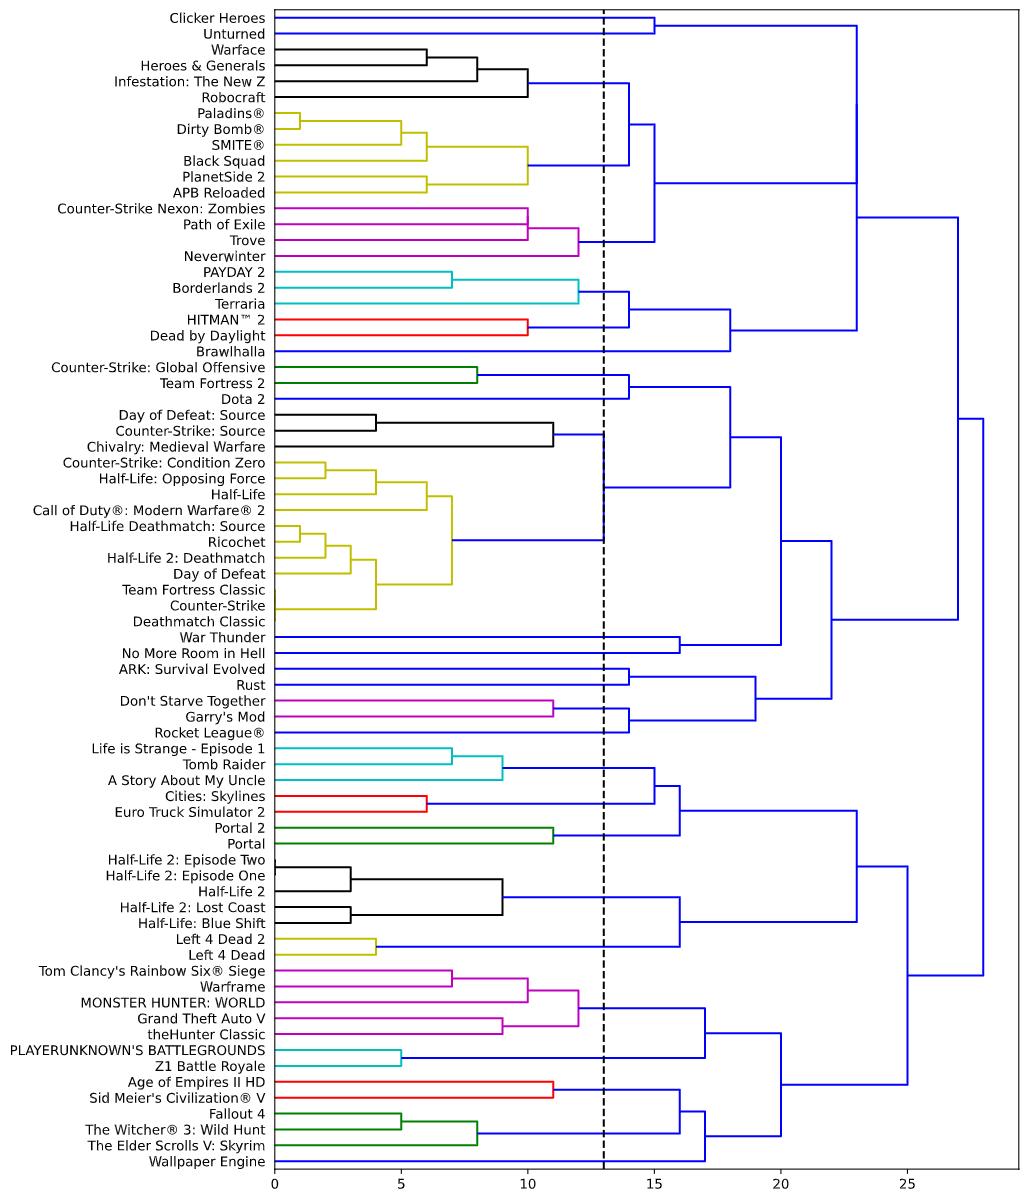 Clicker Heroes
Unturned
Warface
Heroes & Generals
Infestation: The New Z
Robocraft
Paladins®
Dirty Bomb®
SMITE®
Black Squad
PlanetSide 2
APB Reloaded
Counter-Strike Nexon: Zombies
Path of Exile
Trove
Neverwinter
PAYDAY 2
Borderlands 2
Terraria
HITMAN™ 2
Dead by Daylight
Brawlhalla
Counter-Strike: Global Offensive
Team Fortress 2
Dota 2
Day of Defeat: Source
Counter-Strike: Source
Chivalry: Medieval Warfare
Counter-Strike: Condition Zero
Half-Life: Opposing Force
Half-Life
Call of Duty®: Modern Warfare® 2
Half-Life Deathmatch: Source
Ricochet
Half-Life 2: Deathmatch
Day of Defeat
Team Fortress Classic
Counter-Strike
Deathmatch Classic
War Thunder
No More Room in Hell
ARK: Survival Evolved
Rust
Don't Starve Together
Garry's Mod
Rocket League®
Life is Strange - Episode 1
Tomb Raider
A Story About My Uncle
Cities: Skylines
Euro Truck Simulator 2
Portal 2
Portal
Half-Life 2: Episode Two
Half-Life 2: Episode One
Half-Life 2
Half-Life 2: Lost Coast
Half-Life: Blue Shift
Left 4 Dead 2
Left 4 Dead
Tom Clancy's Rainbow Six® Siege
Warframe
MONSTER HUNTER: WORLD
Grand Theft Auto V
theHunter Classic
PLAYERUNKNOWN'S BATTLEGROUNDS
Z1 Battle Royale
Age of Empires II HD
Sid Meier's Civilization® V
Fallout 4
The Witcher® 3: Wild Hunt
The Elder Scrolls V: Skyrim
Wallpaper Engine
0 5 10 15 20 25